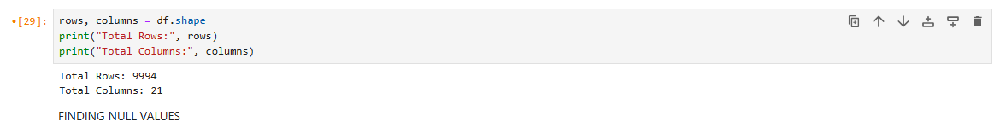 •[29]:
rows, columns = df.shape
print("Total Rows:", rows)
print("Total Columns:", columns)
Total Rows: 9994
Total Columns: 21
FINDING NULL VALUES